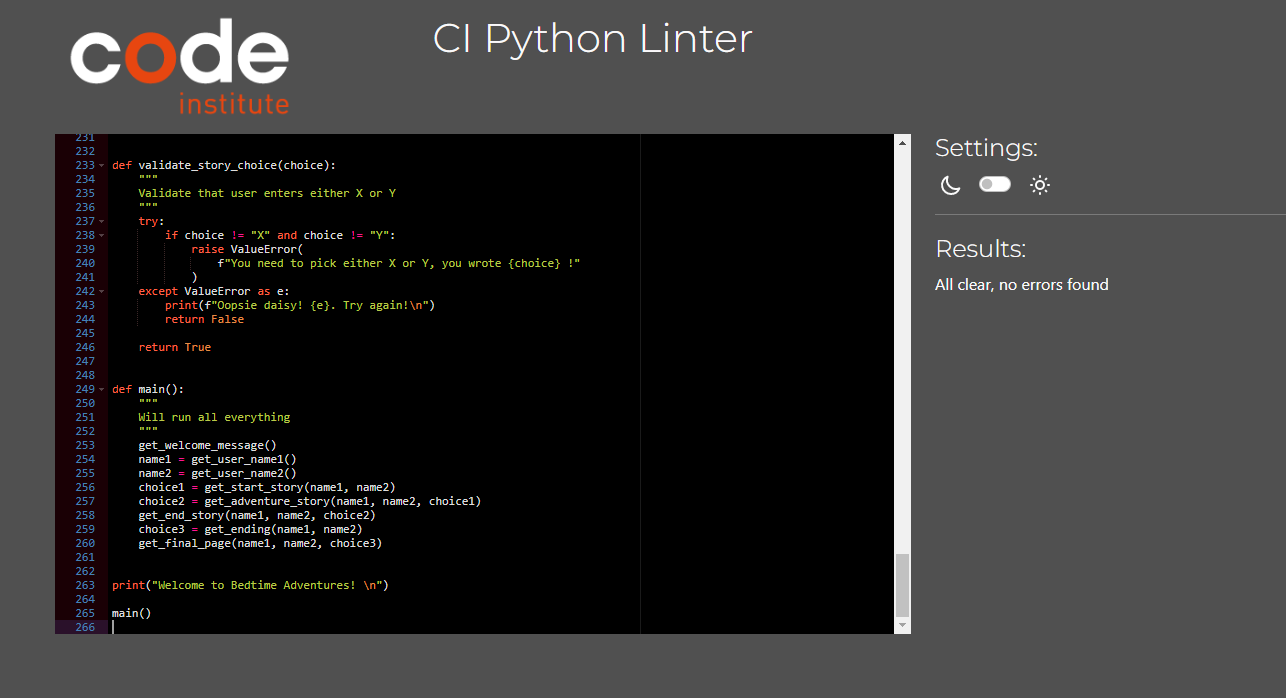 code
institute
CI Python Linter
231
232
233 def validate_story_choice(choice):
234 """
235 Validate that user enters either X or Y
236 """
237 try:
238 if choice != "X" and choice != "Y":
239 raise ValueError(
240 f"You need to pick either X or Y, you wrote {choice} !"
241 )
242 except ValueError as e:
243 print(f"Oopsie daisy! {e}. Try again!\n")
244 return False
245
246 return True
247
248
249 def main():
250 """
251 Will run all everything
252 """
253 get_welcome_message()
254 name1 = get_user_name1()
255 name2 = get_user_name2()
256 choice1 = get_start_story(name1, name2)
257 choice2 = get_adventure_story(name1, name2, choice1)
258 get_end_story(name1, name2, choice2)
259 choice3 = get_ending(name1, name2)
260 get_final_page(name1, name2, choice3)
261
262
263 print("Welcome to Bedtime Adventures! \n")
264
265 main()
266
Settings:
Results:
All clear, no errors found